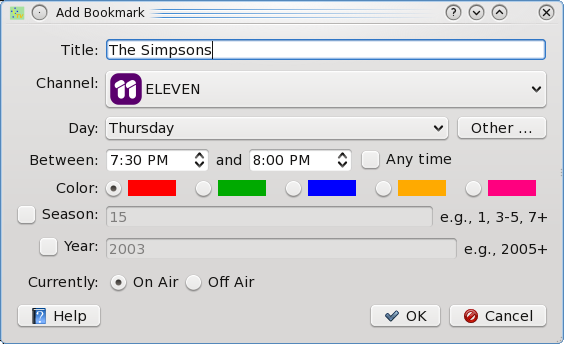 Add Bookmark
Title: The Simpsons
Channel: 11 ELEVEN
Day: Thursday Other ...
Between: 7:30 PM and 8:00 PM Any time
Color:
Season: 15 e.g., 1, 3-5, 7+
Year: 2003 e.g., 2005+
Currently: On Air Off Air
Help OK Cancel